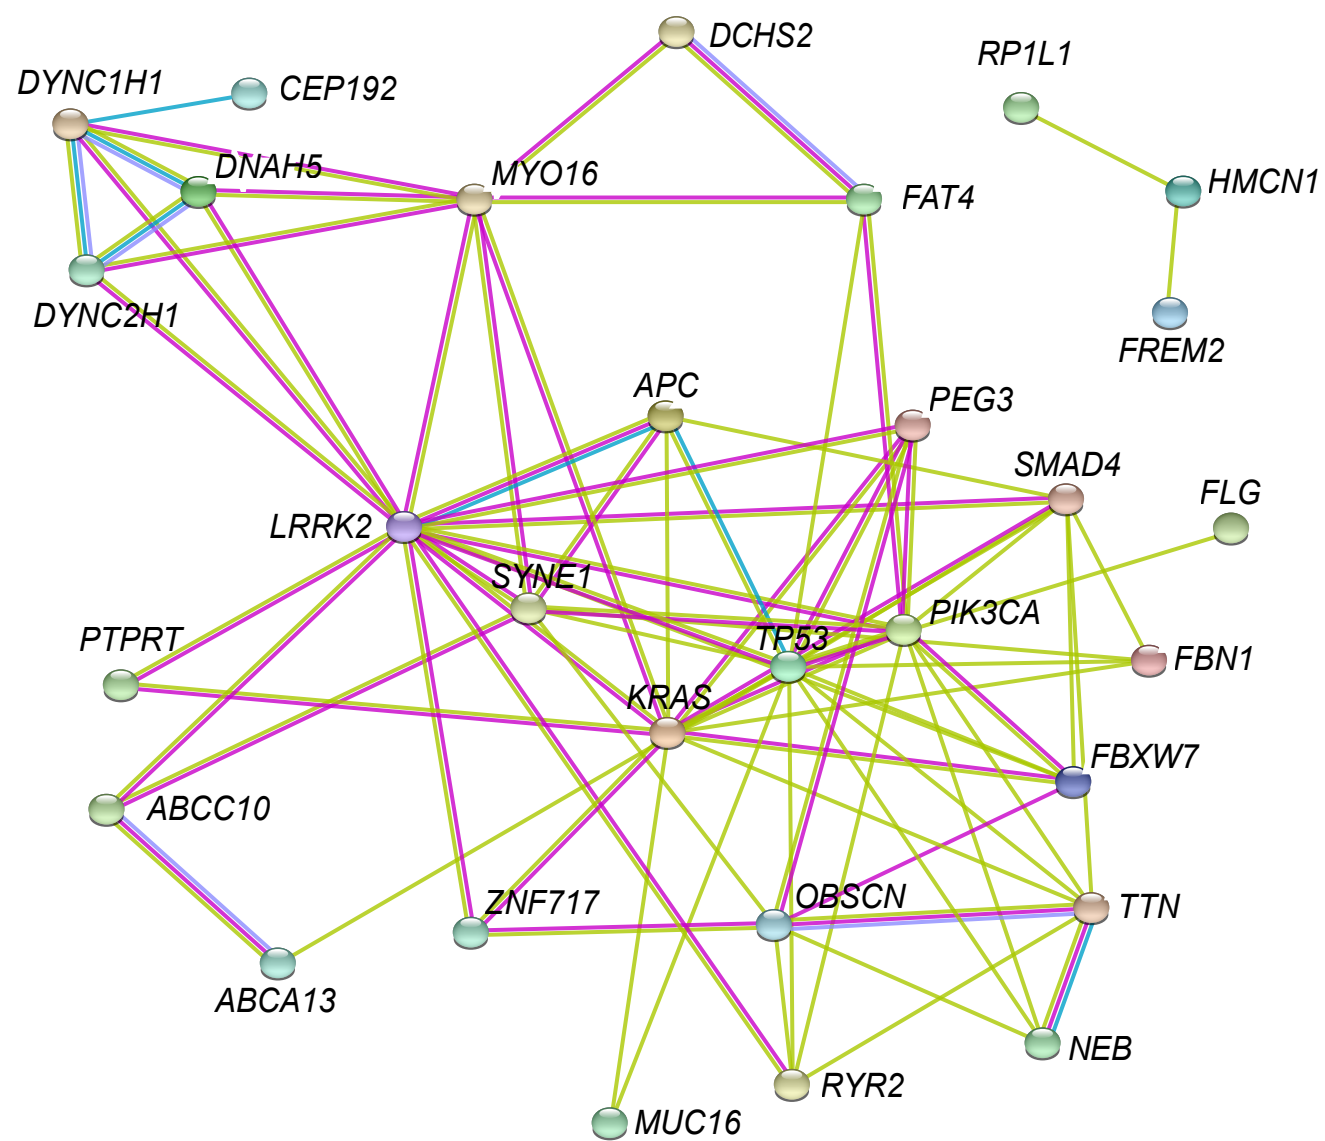 DCHS2
RP1L1
DYNC1H1
CEP192
DNAH5
MYO16
HMCN1
FAT4
DYNC2H1
FREM2
APC
PEG3
SMAD4
FLG
LRRK2
SYNE1
PIK3CA
PTPRT
TP53
FBN1
KRAS
FBXW7
ABCC10
ZNF717
OBSCN
TTN
ABCA13
NEB
RYR2
MUC16